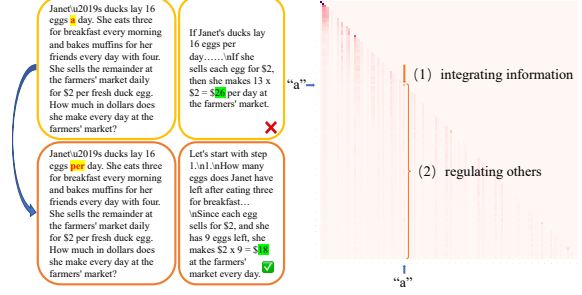 Janet\u2019s ducks lay 16
eggs a day. She eats three
for breakfast every morning
and bakes muffins for her
friends every day with four.
She sells the remainder at
the farmers' market daily
for $2 per fresh duck egg.
How much in dollars does
she make every day at the
farmers' market?
If Janet's ducks lay
16 eggs per
day……\nIf she
sells each egg for $2,
then she makes 13 x
$2 = $26 per day at
the farmers' market.
Janet\u2019s ducks lay 16
eggs per day. She eats three
for breakfast every morning
and bakes muffins for her
friends every day with four.
She sells the remainder at
the farmers' market daily
for $2 per fresh duck egg.
How much in dollars does
she make every day at the
farmers' market?
Let's start with step
1.\n1.\nHow many
eggs does Janet have
left after eating three
for breakfast…
\nSince each egg
sells for $2, and she
has 9 eggs left, she
makes $2 x 9 = $18
at the farmers'
market every day.
“a”
(1) integrating information
(2) regulating others
“a”